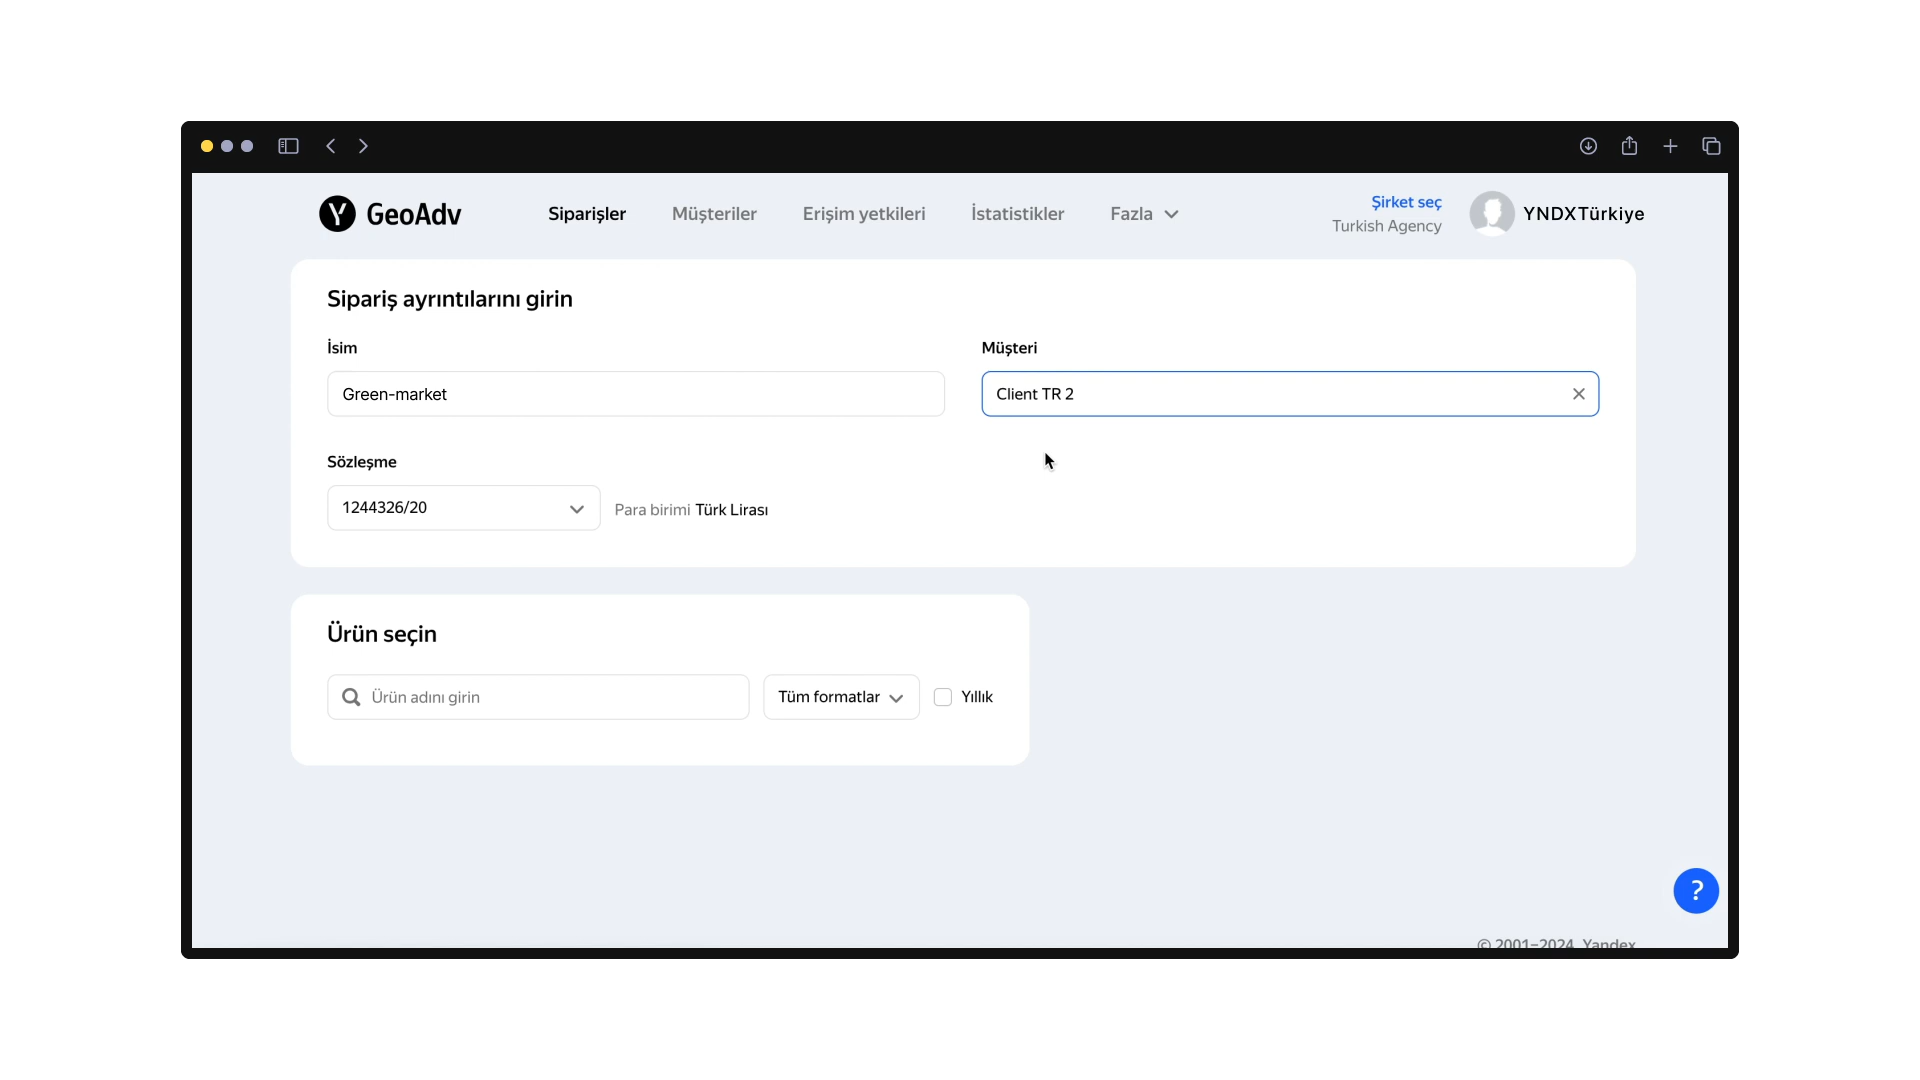 GeoAdv
Siparişler
Müşteriler
Erişim yetkileri
İstatistikler
Fazla
Şirket seç
Turkish Agency
YNDXTürkiye
Sipariş ayrıntılarını girin
İsim
Müşteri
Green-market
Client TR 2
Sözleşme
1244326/20
Para birimi Türk Lirası
Ürün seçin
Ürün adını girin
Tüm formatlar
Yıllık
?
© 2001–2024 Yandex